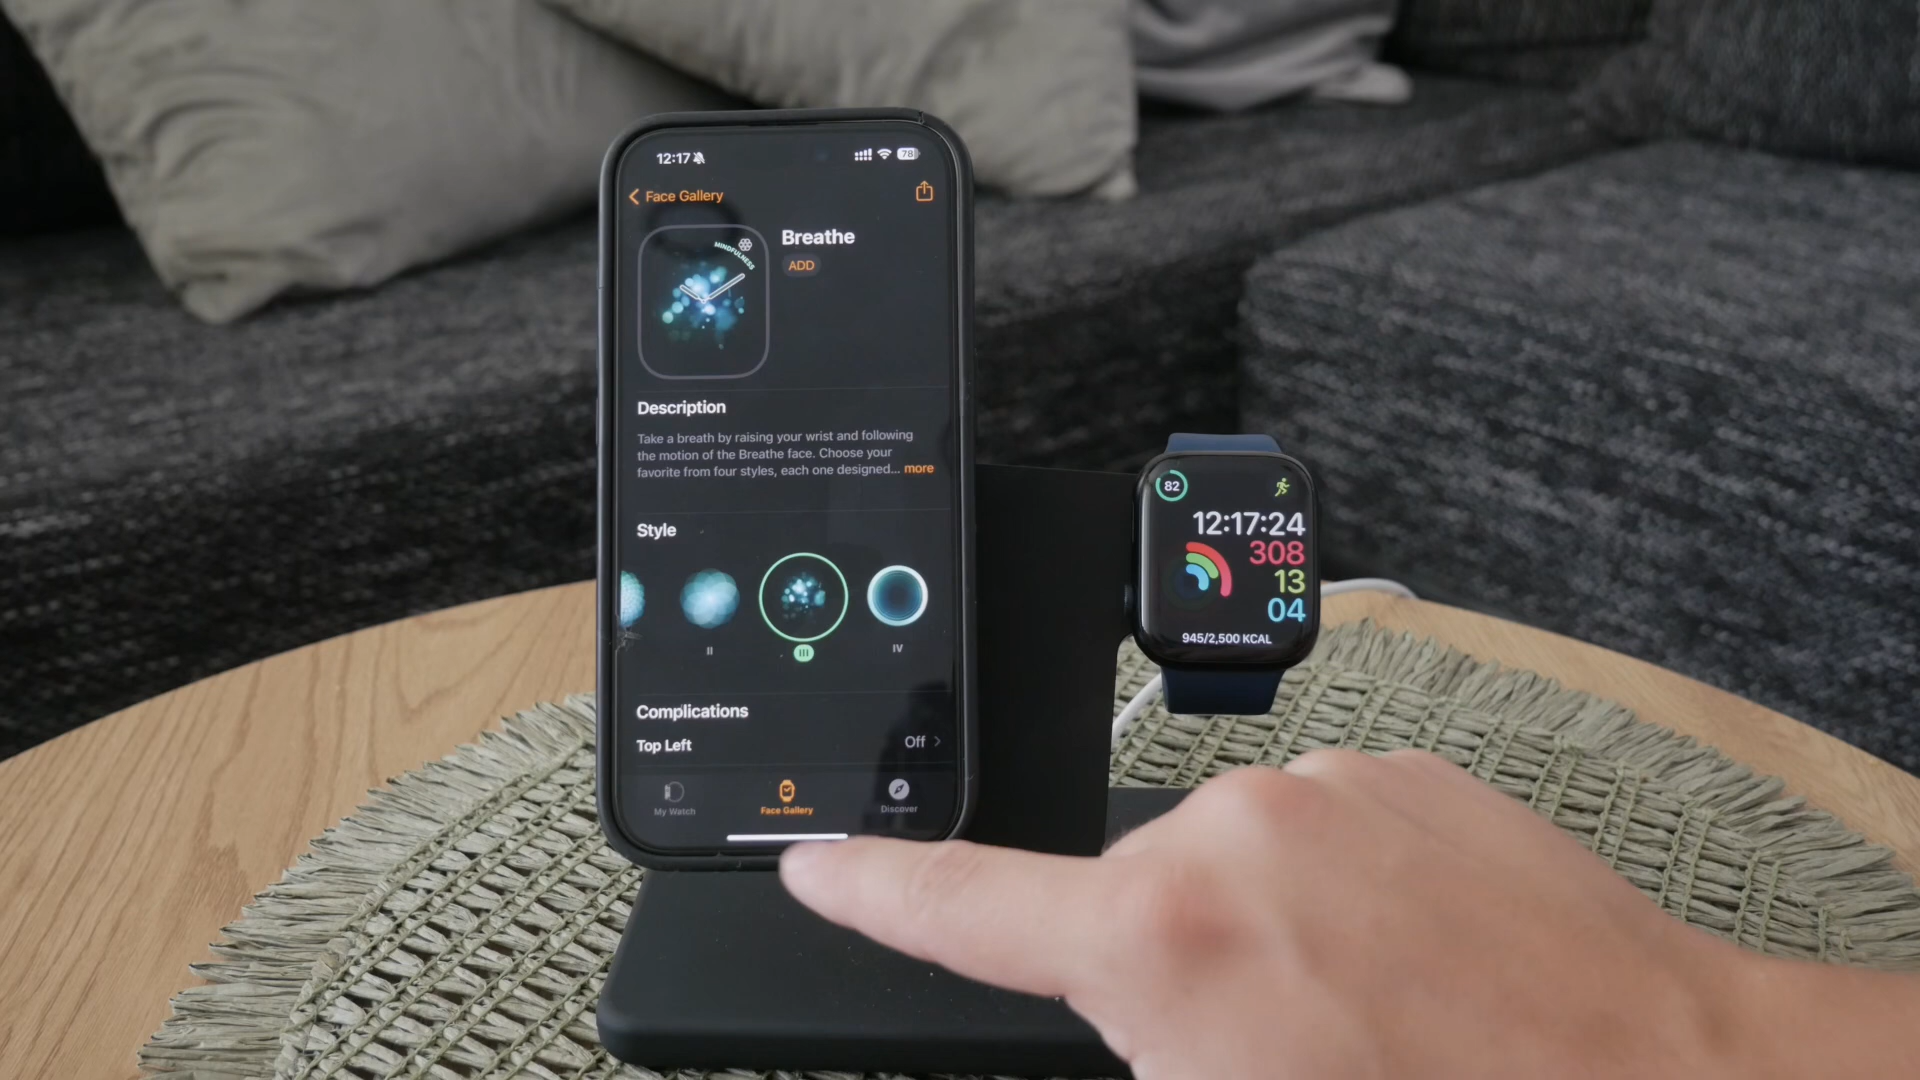 12:17
78
Face Gallery
MINDFULNESS
Breathe
ADD
Description
Take a breath by raising your wrist and following
the motion of the Breathe face. Choose your
favorite from four styles, each one designed... more
Style
II
III
IV
Complications
Top Left
Off
My Watch
Face Gallery
Discover
82
12:17:24
308
13
04
945/2,500 KCAL